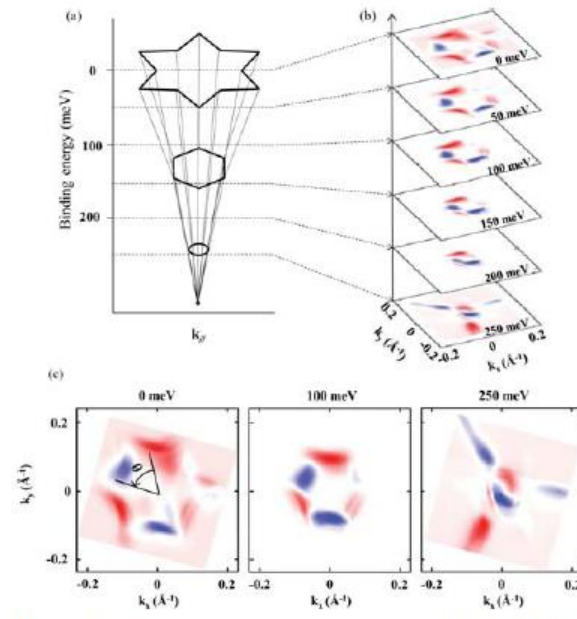 (a)
Binding energy (meV)
0
100
200
k//
(b)
0 meV
50 meV
100 meV
150 meV
200 meV
250 meV
0.2
0
-0.2
ky (Å⁻¹)
-0.2
0
0.2
kx (Å⁻¹)
(c)
0 meV
100 meV
250 meV
ky (Å⁻¹)
0.2
0
-0.2
θ
-0.2
0
0.2
kx (Å⁻¹)
-0.2
0
0.2
kx (Å⁻¹)
-0.2
0
0.2
kx (Å⁻¹)